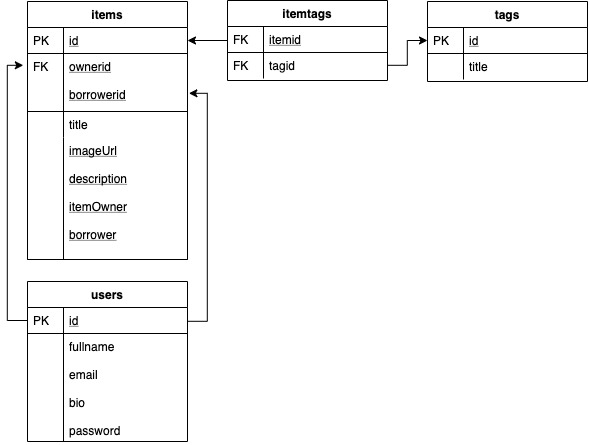 items
PK id
FK ownerid
borrowerid
title
imageUrl
description
itemOwner
borrower
itemtags
FK itemid
FK tagid
tags
PK id
title
users
PK id
fullname
email
bio
password